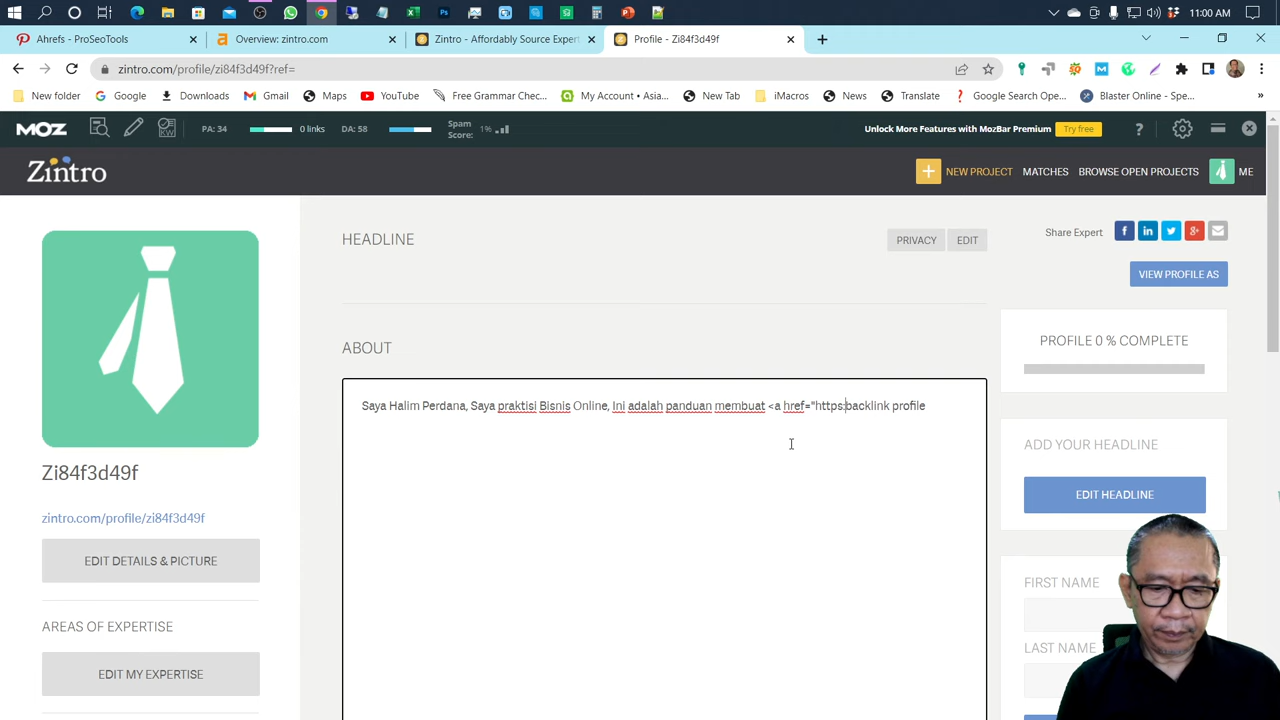 11:00 AM
Ahrefs - ProSeoTools
Overview: zintro.com
Zintro - Affordably Source Expert
Profile - Zi84f3d49f
zintro.com/profile/zi84f3d49f?ref=
New folder
Google
Downloads
Gmail
Maps
YouTube
Free Grammar Chec...
My Account • Asia...
New Tab
iMacros
News
Translate
Google Search Ope...
Blaster Online - Spe...
»
MOZ
KW
PA: 34
0 links
DA: 58
Spam
Score:
1%
Unlock More Features with MozBar Premium
Try free
?
Zintro
+ NEW PROJECT
MATCHES
BROWSE OPEN PROJECTS
ME
HEADLINE
PRIVACY
EDIT
Share Expert
VIEW PROFILE AS
PROFILE 0 % COMPLETE
ABOUT
Saya Halim Perdana, Saya praktisi Bisnis Online, Ini adalah panduan membuat <a href="https:backlink profile
ADD YOUR HEADLINE
EDIT HEADLINE
Zi84f3d49f
zintro.com/profile/zi84f3d49f
EDIT DETAILS & PICTURE
AREAS OF EXPERTISE
EDIT MY EXPERTISE
FIRST NAME
LAST NAME